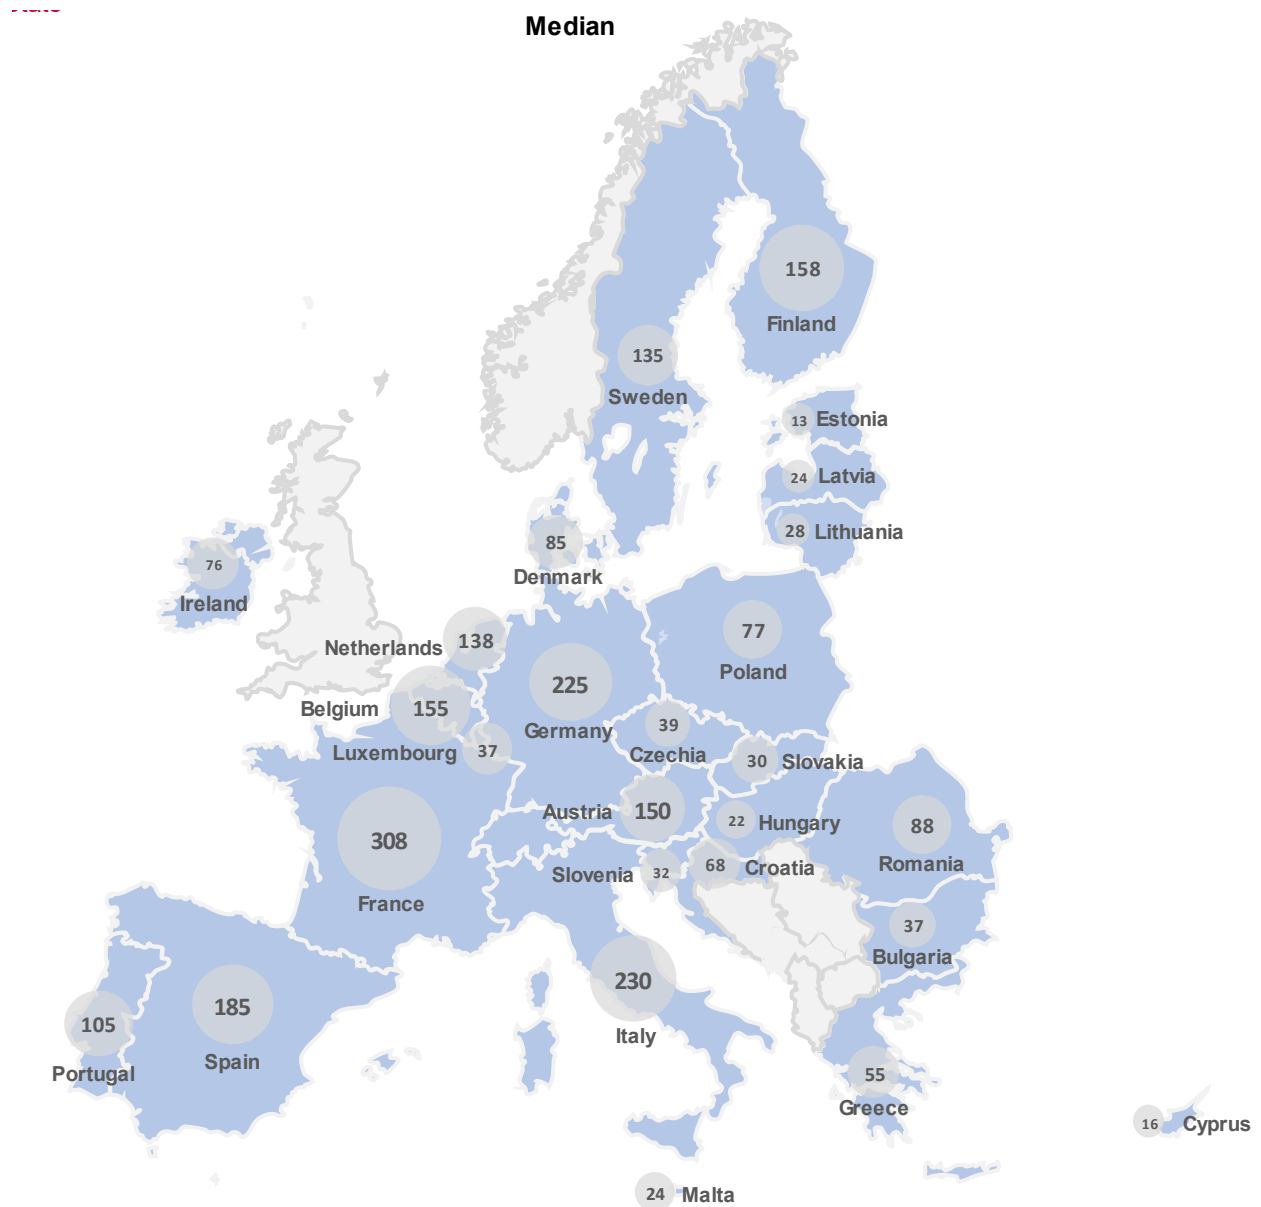 Median
158
Finland
135
Sweden
13 Estonia
24 Latvia
28 Lithuania
85
Denmark
76
Ireland
Netherlands 138
77
Poland
Belgium 155
225
Germany
Luxembourg 37
39
Czechia
30 Slovakia
Austria 150
22 Hungary
308
France
88
Romania
Slovenia 32
68 Croatia
37
Bulgaria
230
Italy
185
Spain
105
Portugal
55
Greece
16 Cyprus
24 Malta